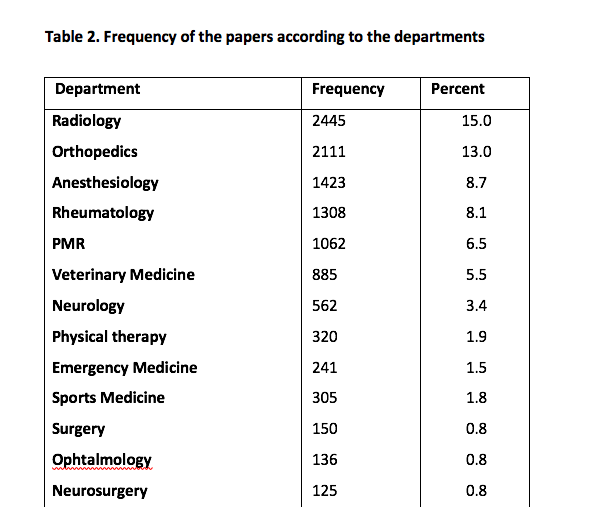 Table 2. Frequency of the papers according to the departments
Department Frequency Percent
Radiology 2445 15.0
Orthopedics 2111 13.0
Anesthesiology 1423 8.7
Rheumatology 1308 8.1
PMR 1062 6.5
Veterinary Medicine 885 5.5
Neurology 562 3.4
Physical therapy 320 1.9
Emergency Medicine 241 1.5
Sports Medicine 305 1.8
Surgery 150 0.8
Ophtalmology 136 0.8
Neurosurgery 125 0.8